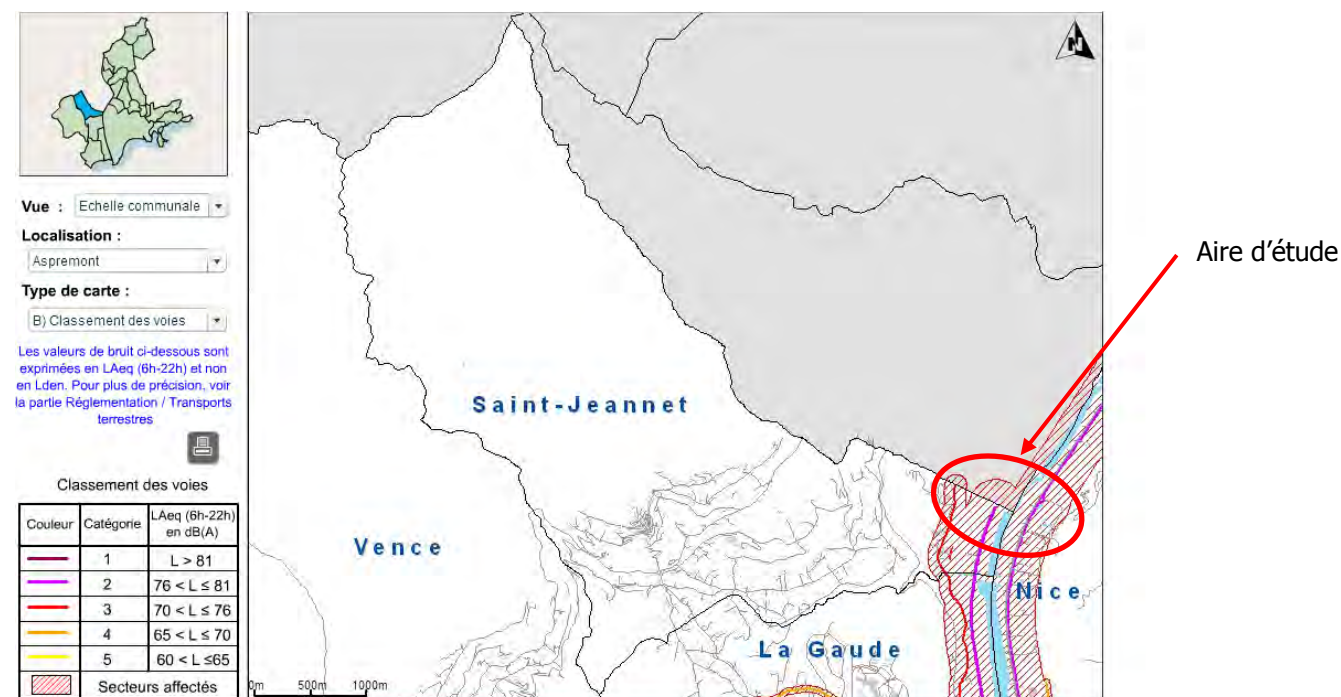 Vue : Echelle communale
Localisation :
Aspremont
Type de carte :
B) Classement des voies
Les valeurs de bruit ci-dessous sont
exprimées en LAeq (6h-22h) et non
en Lden. Pour plus de précision, voir
la partie Réglementation / Transports
terrestres
Classement des voies
Couleur Catégorie LAeq (6h-22h)
en dB(A)
1 L > 81
2 76 < L ≤ 81
3 70 < L ≤ 76
4 65 < L ≤ 70
5 60 < L ≤65
Secteurs affectés
N
Aire d'étude
Saint-Jeannet
Vence
Nice
La Gaude
0m 500m 1000m